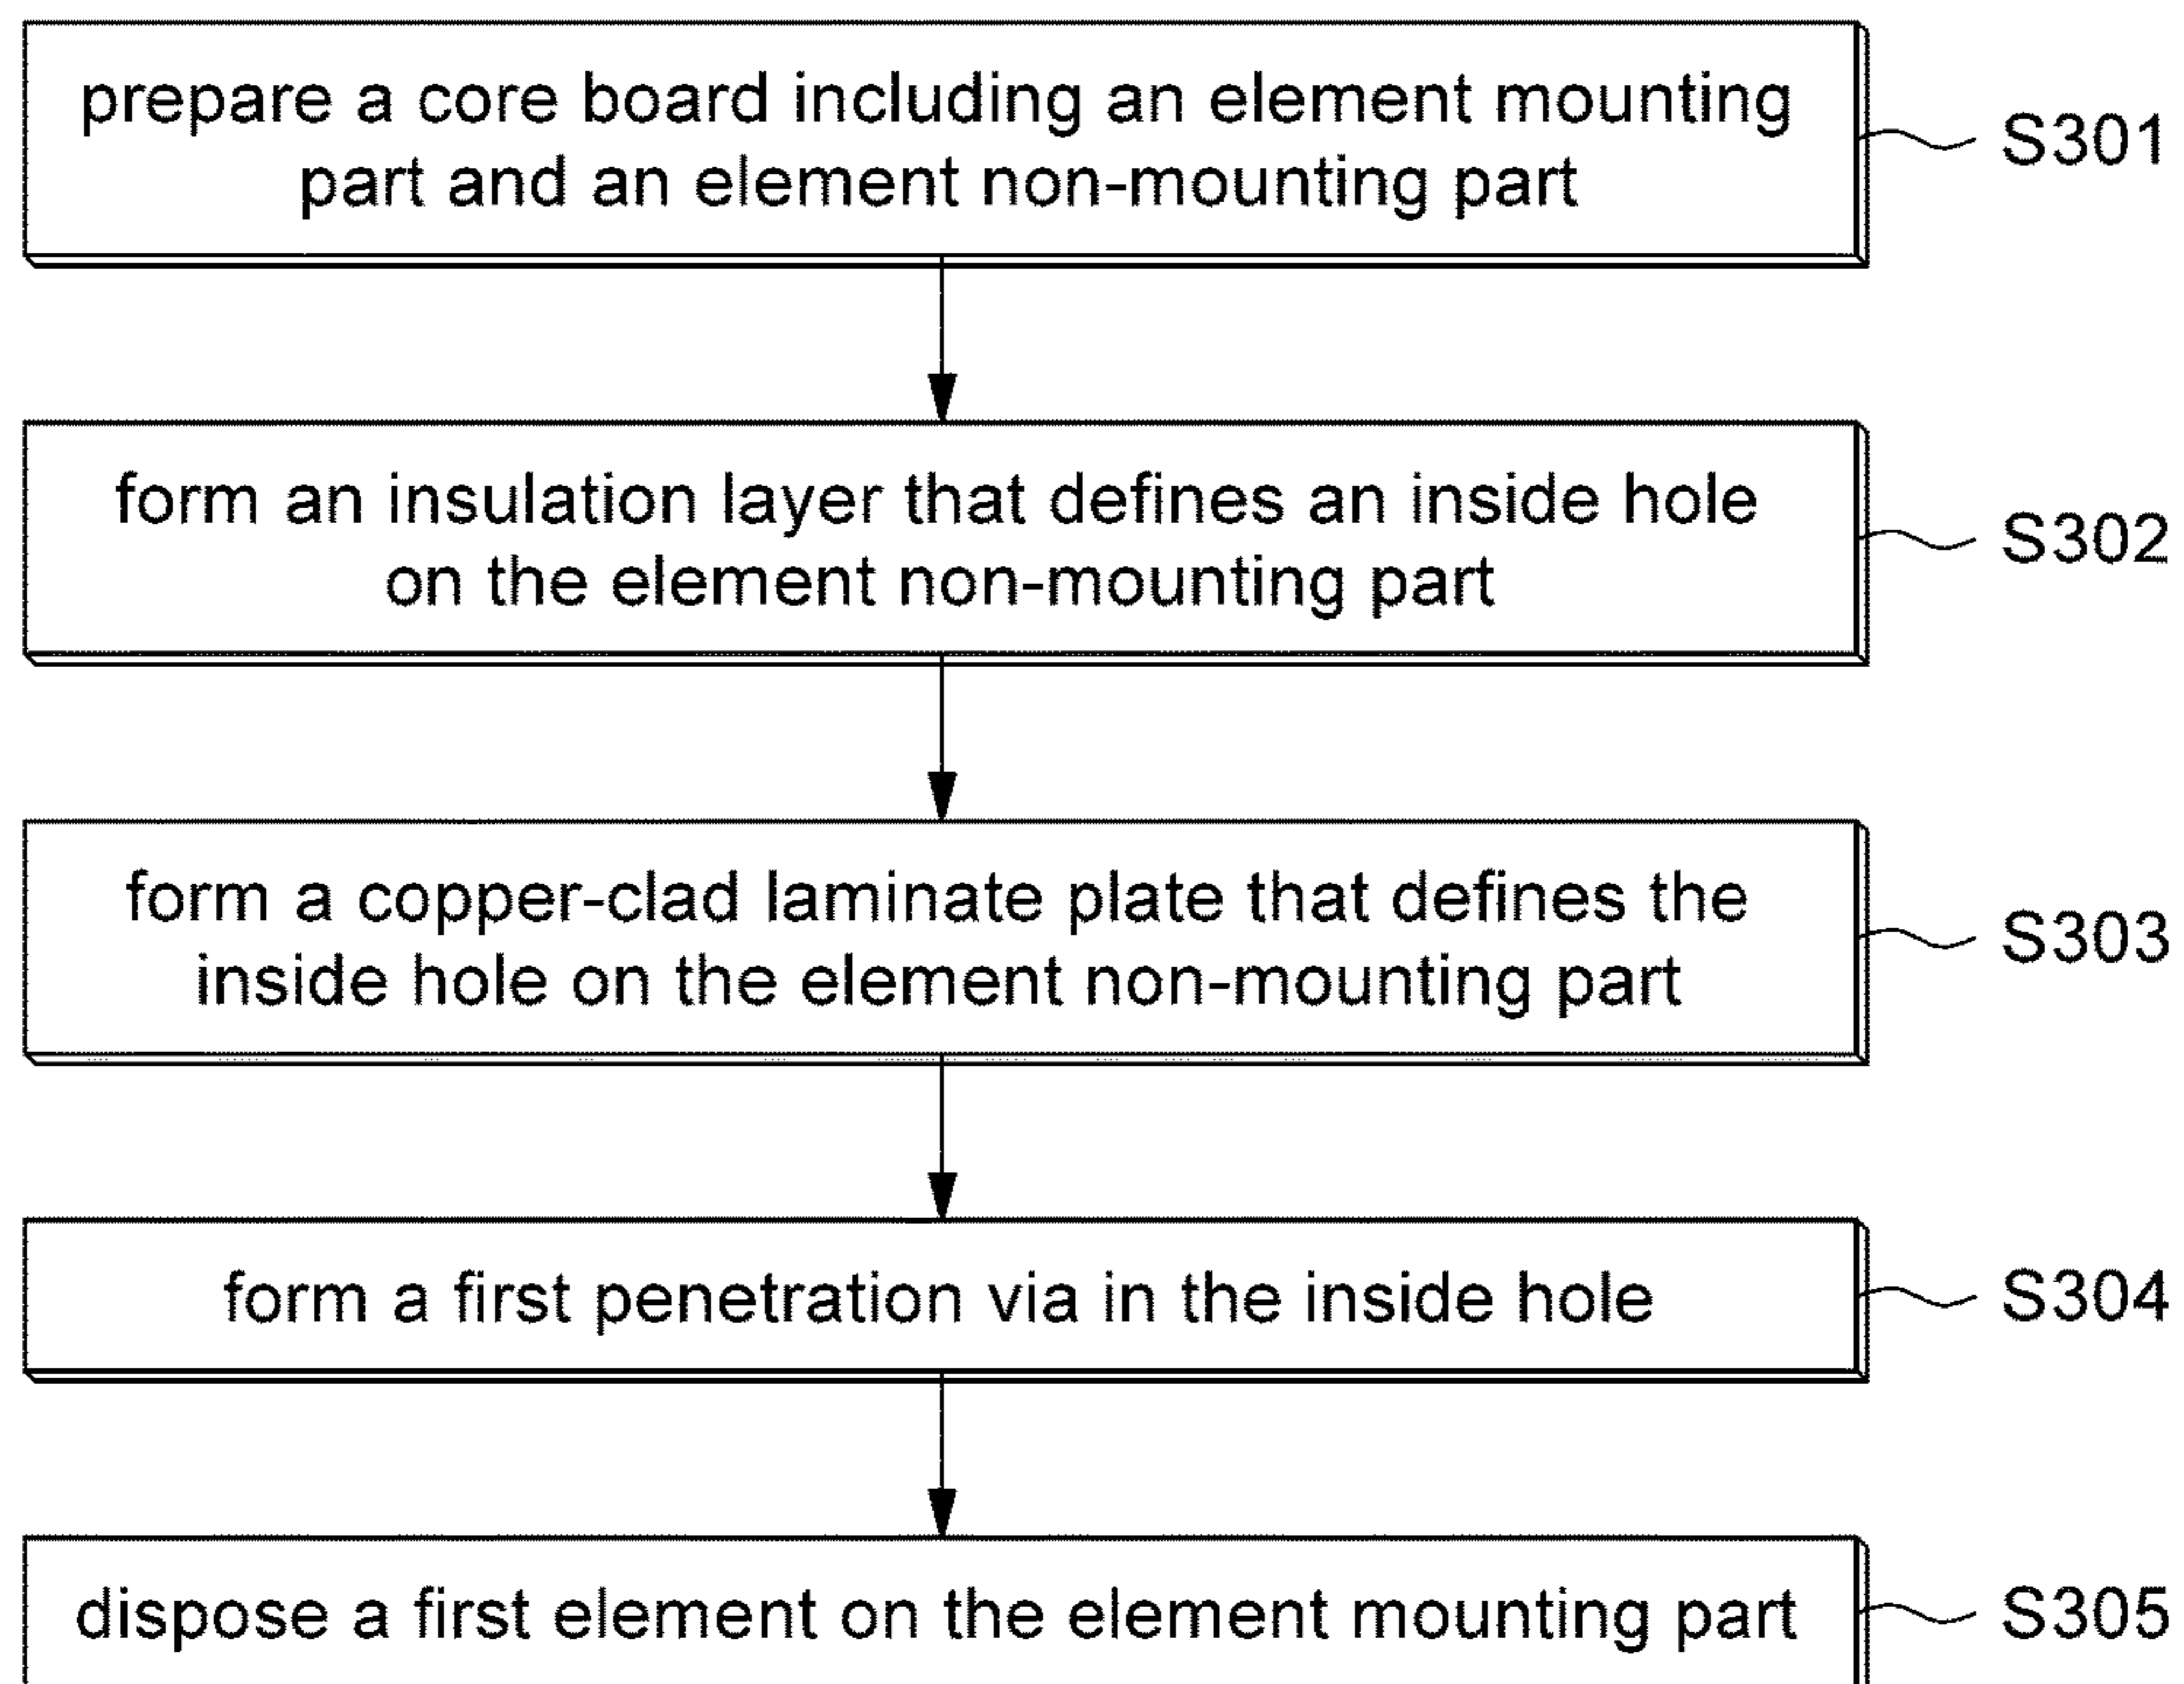 prepare a core board including an element mounting
part and an element non-mounting part
S301
form an insulation layer that defines an inside hole
on the element non-mounting part
S302
form a copper-clad laminate plate that defines the
inside hole on the element non-mounting part
S303
form a first penetration via in the inside hole
S304
dispose a first element on the element mounting part
S305